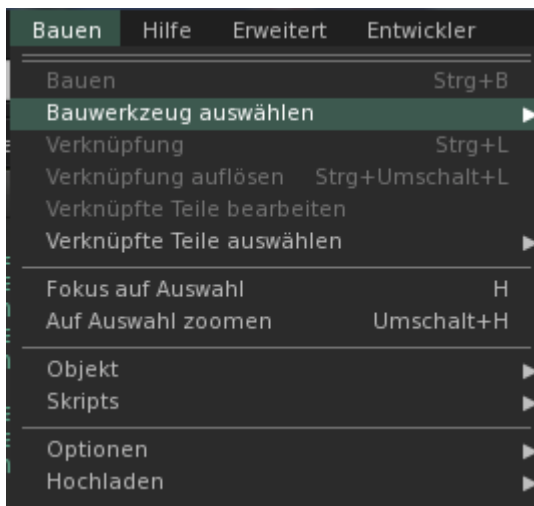 Bauen Hilfe Erweitert Entwickler
Bauen Strg+B
Bauwerkzeug auswählen
Verknüpfung Strg+L
Verknüpfung auflösen Strg+Umschalt+L
Verknüpfte Teile bearbeiten
Verknüpfte Teile auswählen
Fokus auf Auswahl H
Auf Auswahl zoomen Umschalt+H
Objekt
Skripts
Optionen
Hochladen